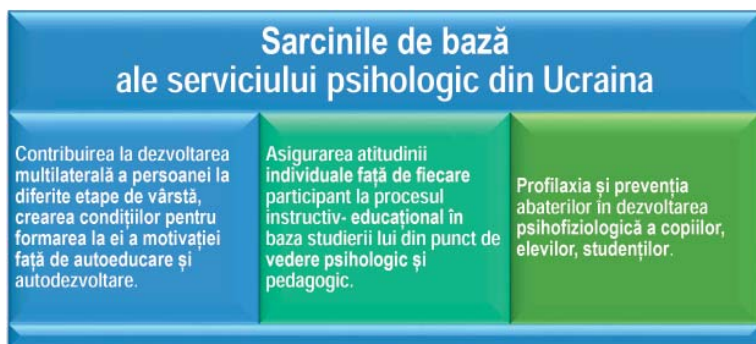 Sarcinile de bază
ale serviciului psihologic din Ucraina
Contribuirea la dezvoltarea
multilaterală a persoanei la
diferite etape de vârstă,
crearea condițiilor pentru
formarea la ei a motivației
față de autoeducare și
autodezvoltare.
Asigurarea atitudinii
individuale față de fiecare
participant la procesul
instructiv- educațional în
baza studierii lui din punct de
vedere psihologic și
pedagogic.
Profilaxia și prevenția
abaterilor în dezvoltarea
psihofiziologică a copiilor,
elevilor, studenților.